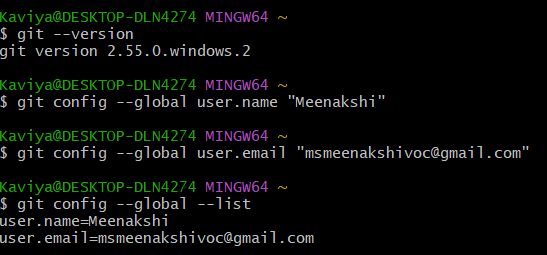 Kaviya@DESKTOP-DLN4274 MINGW64 ~
$ git --version
git version 2.55.0.windows.2
Kaviya@DESKTOP-DLN4274 MINGW64 ~
$ git config --global user.name "Meenakshi"
Kaviya@DESKTOP-DLN4274 MINGW64 ~
$ git config --global user.email "msmeenakshivoc@gmail.com"
Kaviya@DESKTOP-DLN4274 MINGW64 ~
$ git config --global --list
user.name=Meenakshi
user.email=msmeenakshivoc@gmail.com